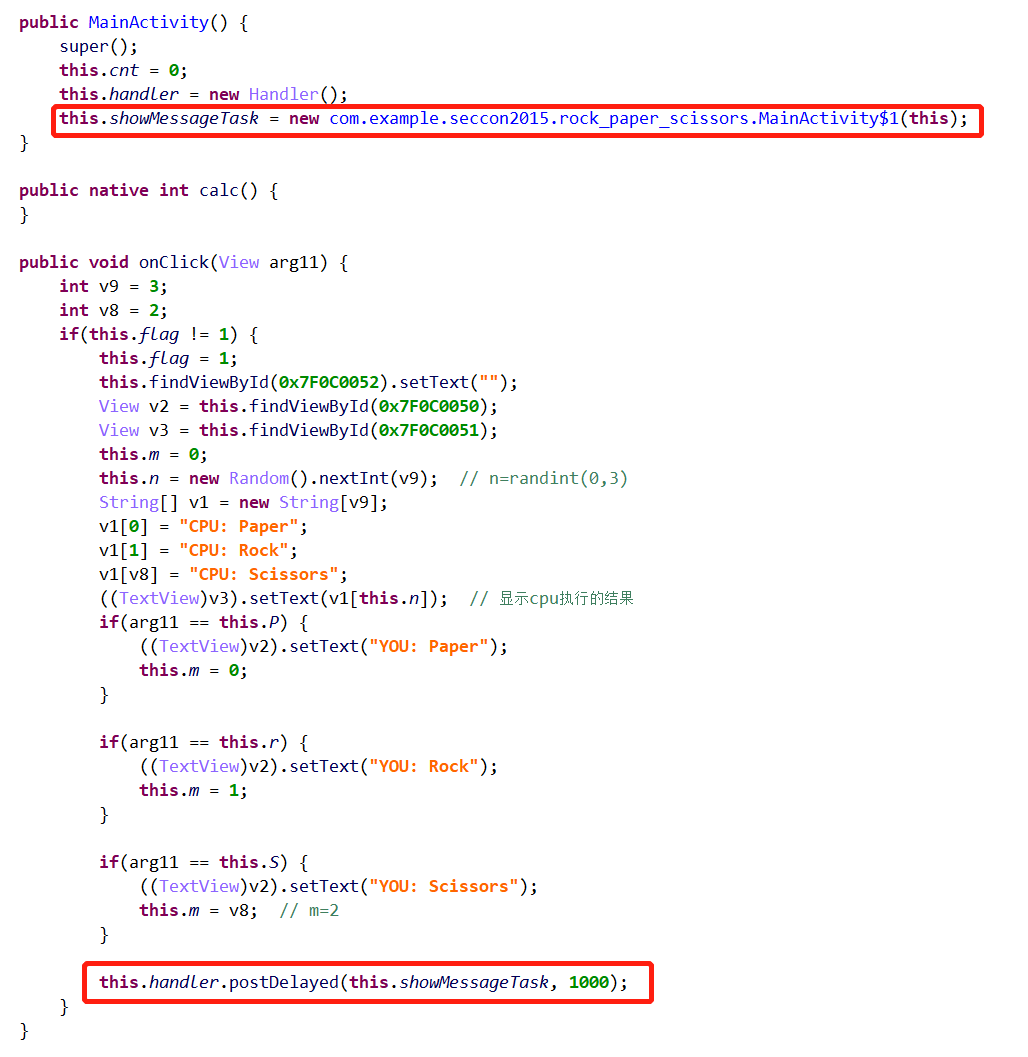 public MainActivity() {
super();
this.cnt = 0;
this.handler = new Handler();
this.showMessageTask = new com.example.seccon2015.rock_paper_scissors.MainActivity$1(this);
}
public native int calc() {
}
public void onClick(View arg11) {
int v9 = 3;
int v8 = 2;
if(this.flag != 1) {
this.flag = 1;
this.findViewById(0x7F0C0052).setText("");
View v2 = this.findViewById(0x7F0C0050);
View v3 = this.findViewById(0x7F0C0051);
this.m = 0;
this.n = new Random().nextInt(v9);  // n=randint(0,3)
String[] v1 = new String[v9];
v1[0] = "CPU: Paper";
v1[1] = "CPU: Rock";
v1[v8] = "CPU: Scissors";
((TextView)v3).setText(v1[this.n]);  // 显示cpu执行的结果
if(arg11 == this.P) {
((TextView)v2).setText("YOU: Paper");
this.m = 0;
}
if(arg11 == this.r) {
((TextView)v2).setText("YOU: Rock");
this.m = 1;
}
if(arg11 == this.S) {
((TextView)v2).setText("YOU: Scissors");
this.m = v8;  // m=2
}
this.handler.postDelayed(this.showMessageTask, 1000);
}
}